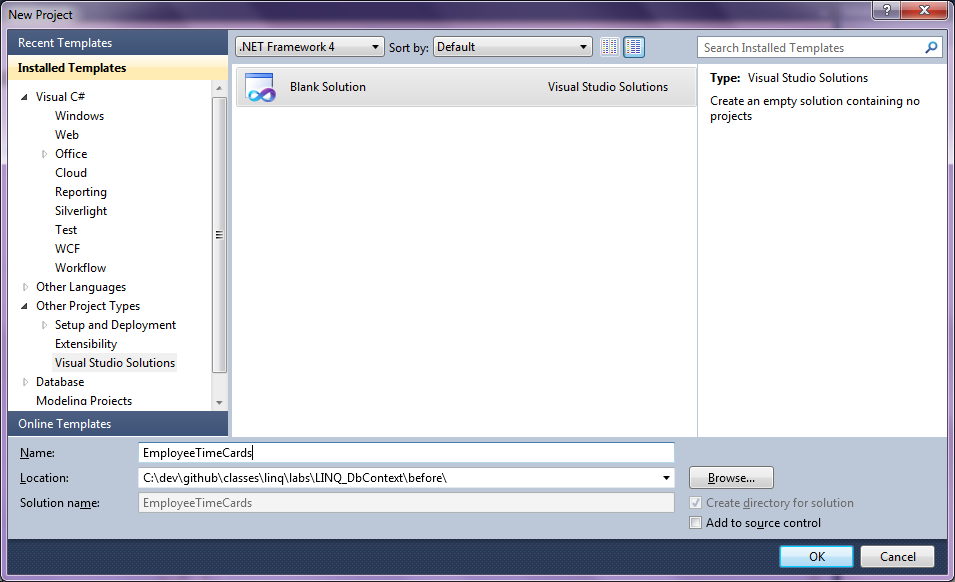 New Project
?
Recent Templates
Installed Templates
Visual C#
Windows
Web
Office
Cloud
Reporting
Silverlight
Test
WCF
Workflow
Other Languages
Other Project Types
Setup and Deployment
Extensibility
Visual Studio Solutions
Database
Modeling Projects
Online Templates
.NET Framework 4 Sort by: Default
Blank Solution Visual Studio Solutions
Search Installed Templates
Type: Visual Studio Solutions
Create an empty solution containing no
projects
Name: EmployeeTimeCards
Location: C:\dev\github\classes\linq\labs\LINQ_DbContext\before\ Browse...
Solution name: EmployeeTimeCards
Create directory for solution
Add to source control
OK Cancel